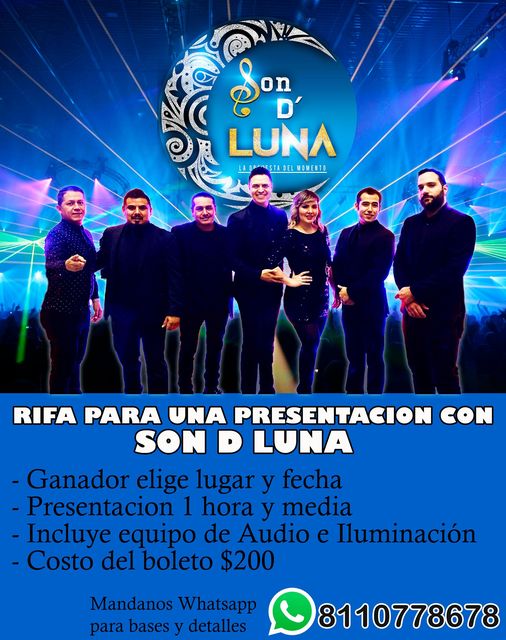 Son
D´
LUNA
LA ORQUESTA DEL MOMENTO
RIFA PARA UNA PRESENTACION CON
SON D LUNA
- Ganador elige lugar y fecha
- Presentacion 1 hora y media
- Incluye equipo de Audio e Iluminación
- Costo del boleto $200
Mandanos Whatsapp
para bases y detalles
8110778678